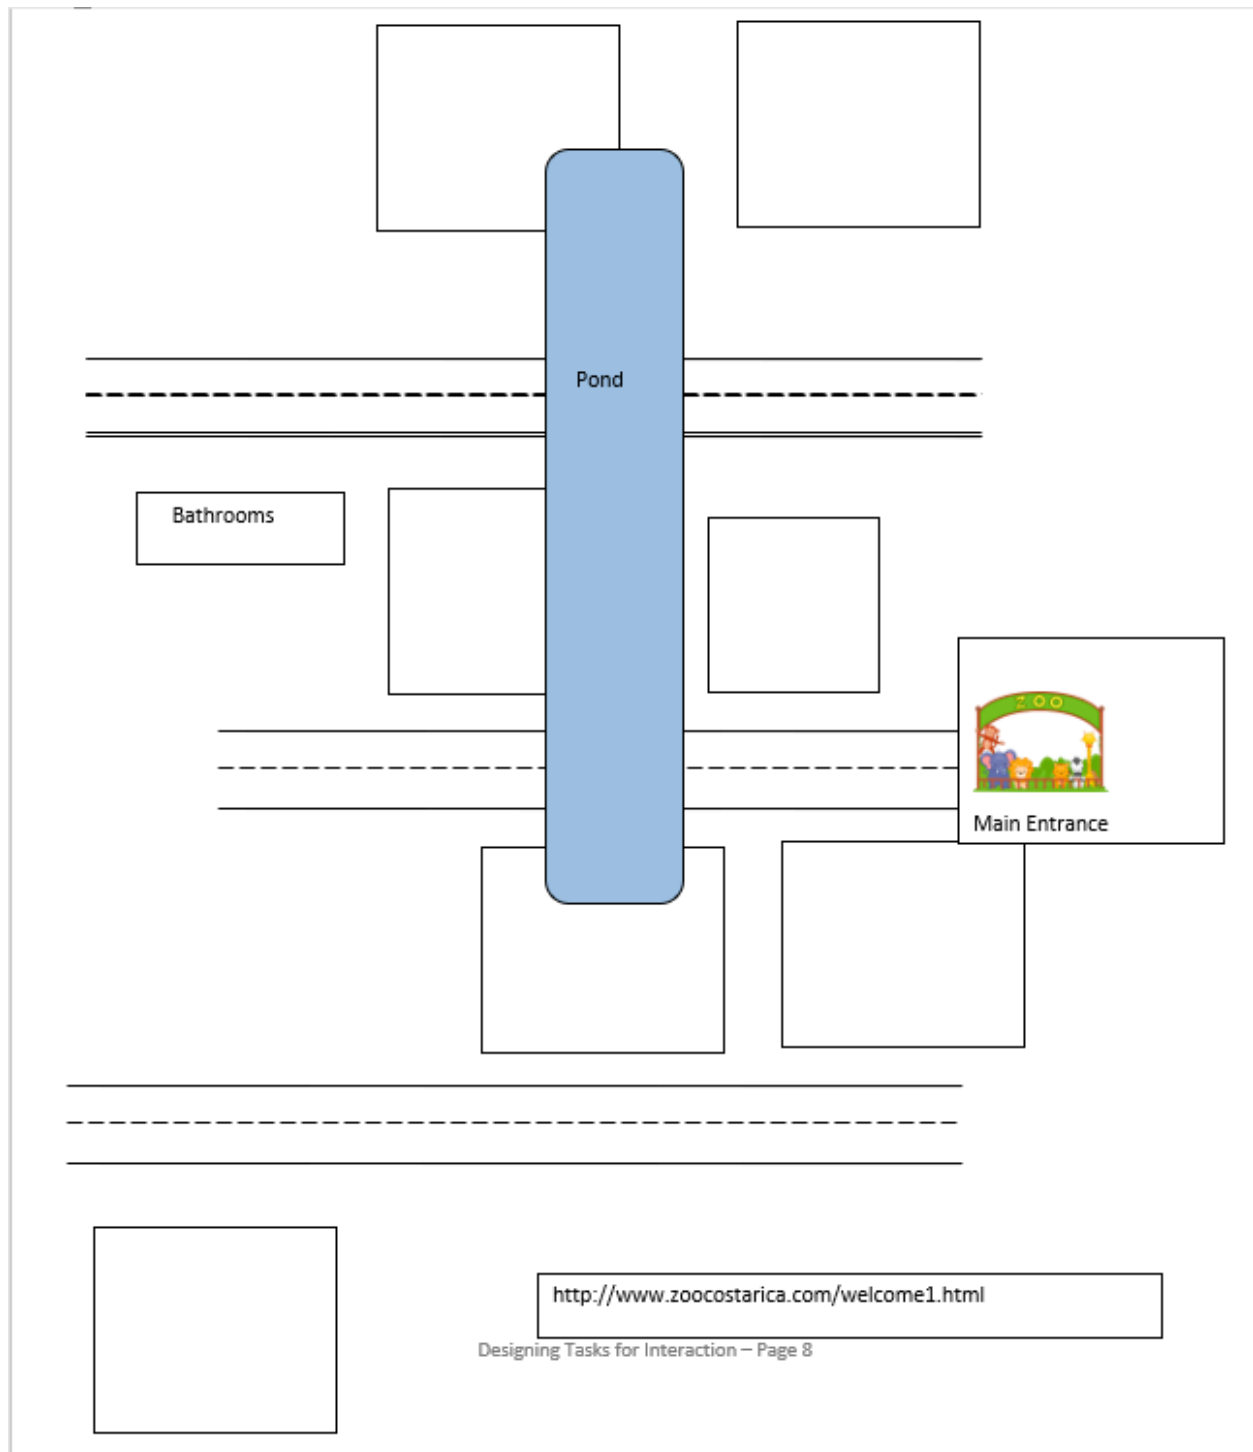 Pond
Bathrooms
ZOO
Main Entrance
http://www.zoocostarica.com/welcome1.html
Designing Tasks for Interaction – Page 8